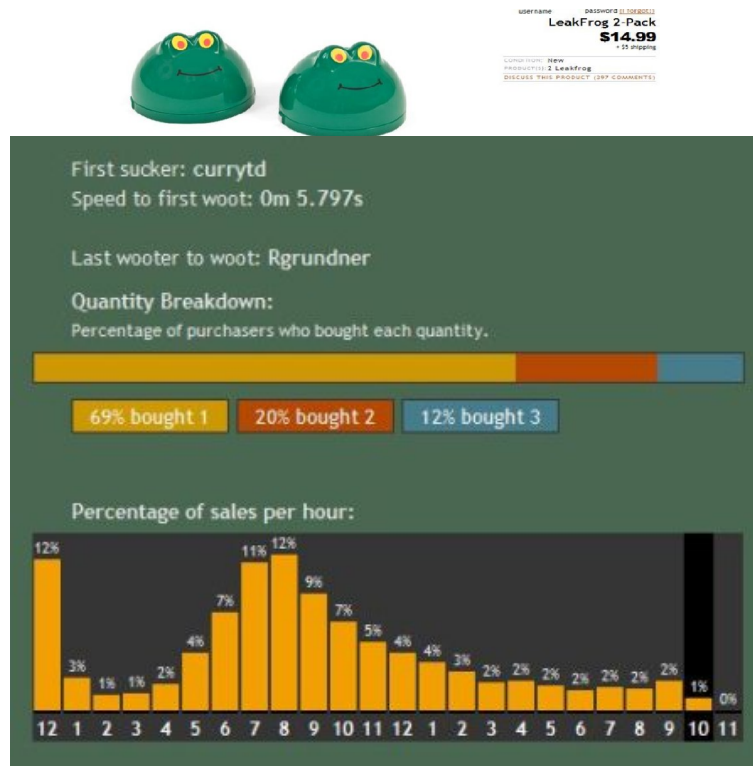 username password (I forgot!)
LeakFrog 2-Pack
$14.99
+ $5 shipping
CONDITION: New
PRODUCT(S): 2 Leakfrog
DISCUSS THIS PRODUCT (297 COMMENTS)
First sucker: currytd
Speed to first woot: 0m 5.797s
Last wooter to woot: Rgrundner
Quantity Breakdown:
Percentage of purchasers who bought each quantity.
69% bought 1 20% bought 2 12% bought 3
Percentage of sales per hour:
12% 3% 1% 1% 2% 4% 7% 11% 12% 9% 7% 5% 4% 4% 3% 2% 2% 2% 2% 2% 2% 2% 1% 0%
12 1 2 3 4 5 6 7 8 9 10 11 12 1 2 3 4 5 6 7 8 9 10 11